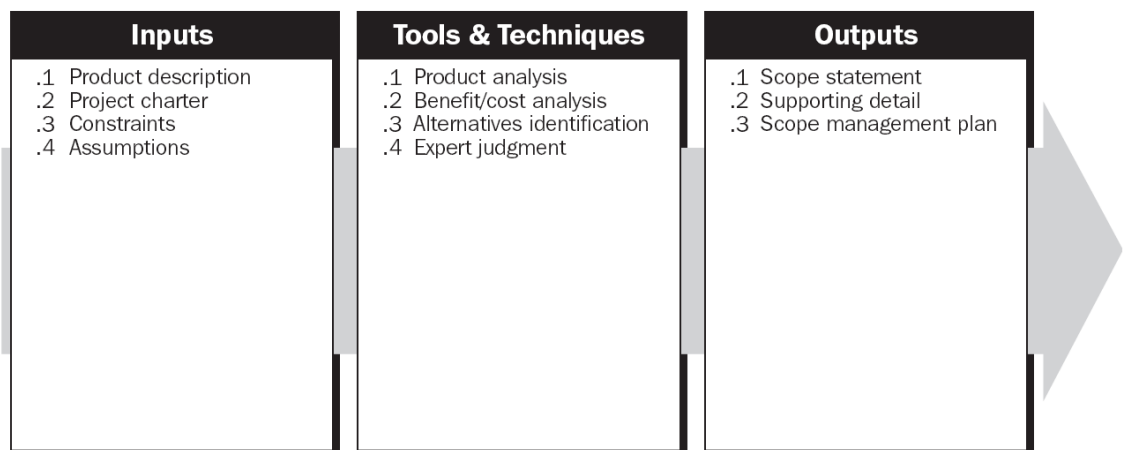 Inputs
.1 Product description
.2 Project charter
.3 Constraints
.4 Assumptions
Tools & Techniques
.1 Product analysis
.2 Benefit/cost analysis
.3 Alternatives identification
.4 Expert judgment
Outputs
.1 Scope statement
.2 Supporting detail
.3 Scope management plan